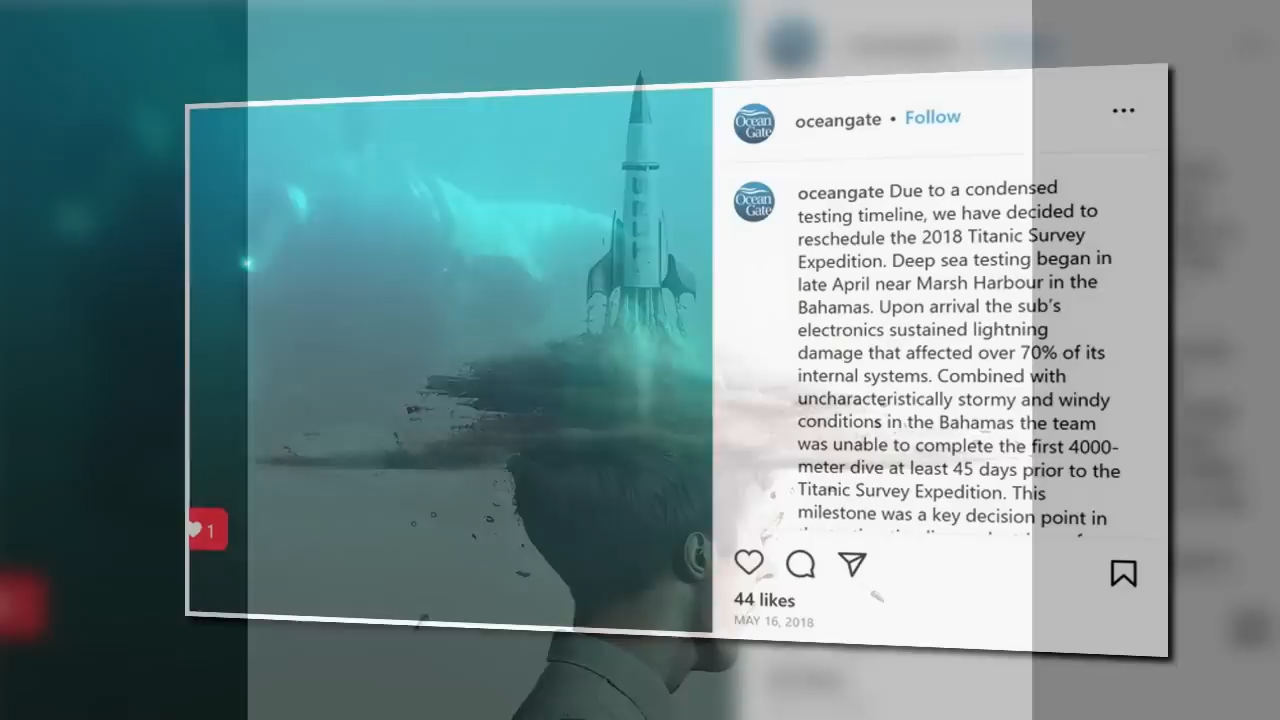 Ocean
Gate
oceangate • Follow
Ocean
Gate
oceangate Due to a condensed
testing timeline, we have decided to
reschedule the 2018 Titanic Survey
Expedition. Deep sea testing began in
late April near Marsh Harbour in the
Bahamas. Upon arrival the sub's
electronics sustained lightning
damage that affected over 70% of its
internal systems. Combined with
uncharacteristically stormy and windy
conditions in the Bahamas the team
was unable to complete the first 4000-
meter dive at least 45 days prior to the
Titanic Survey Expedition. This
milestone was a key decision point in
1
44 likes
MAY 16, 2018